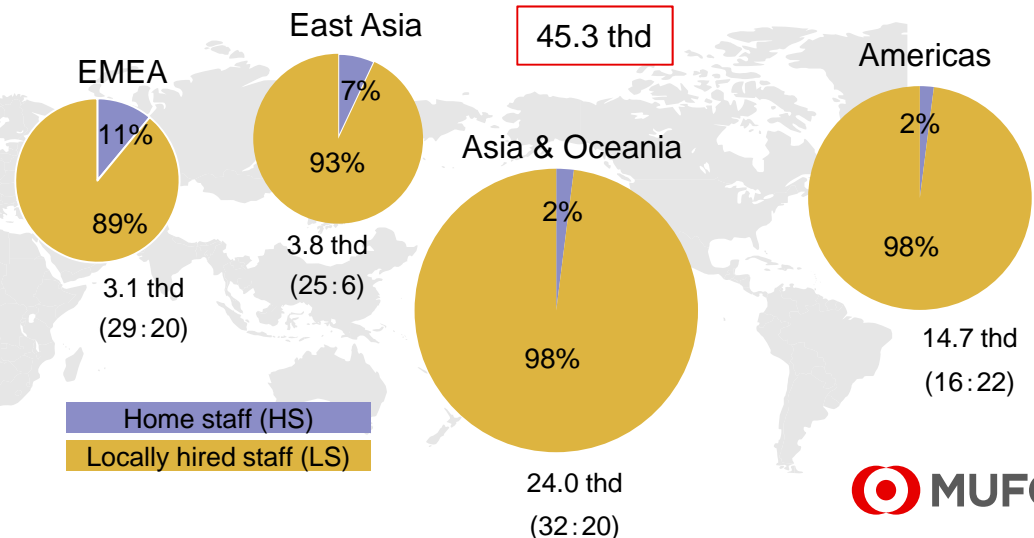 45.3 thd
EMEA
11%
89%
3.1 thd
(29:20)
East Asia
7%
93%
3.8 thd
(25:6)
Asia & Oceania
2%
98%
24.0 thd
(32:20)
Americas
2%
98%
14.7 thd
(16:22)
Home staff (HS)
Locally hired staff (LS)